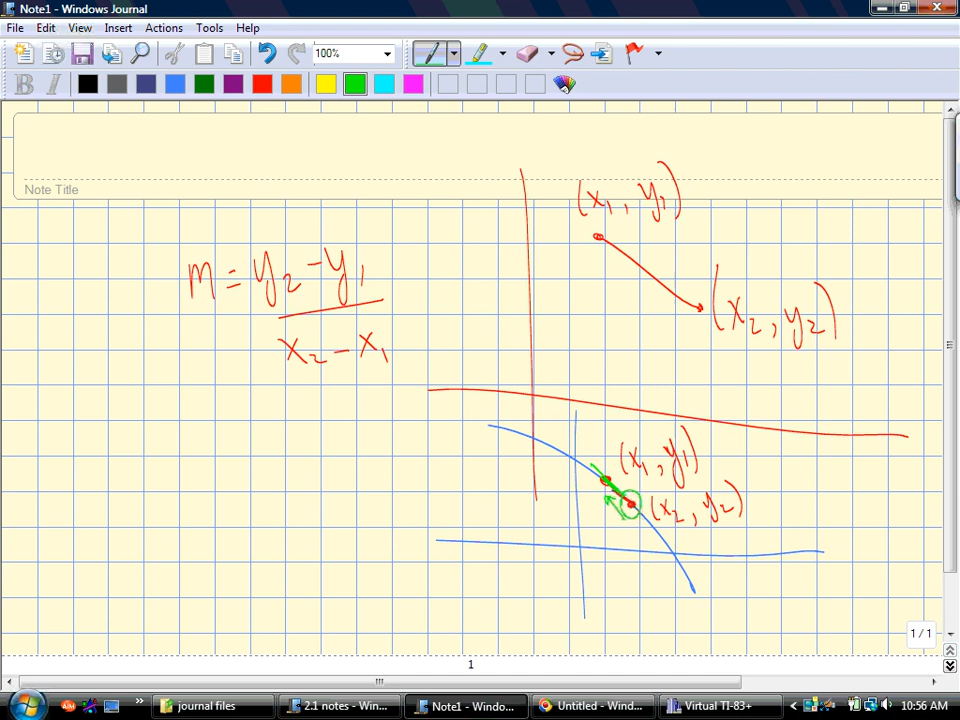 Note1 - Windows Journal
File Edit View Insert Actions Tools Help
100%
B I
Note Title
(x₁, y₁)
m = y₂ - y₁
x₂ - x₁
(x₂, y₂)
(x₁, y₁)
(x₂, y₂)
1 / 1
1
journal files 2.1 notes - Win... Note1 - Windo... Untitled - Wind... Virtual TI-83+ 10:56 AM